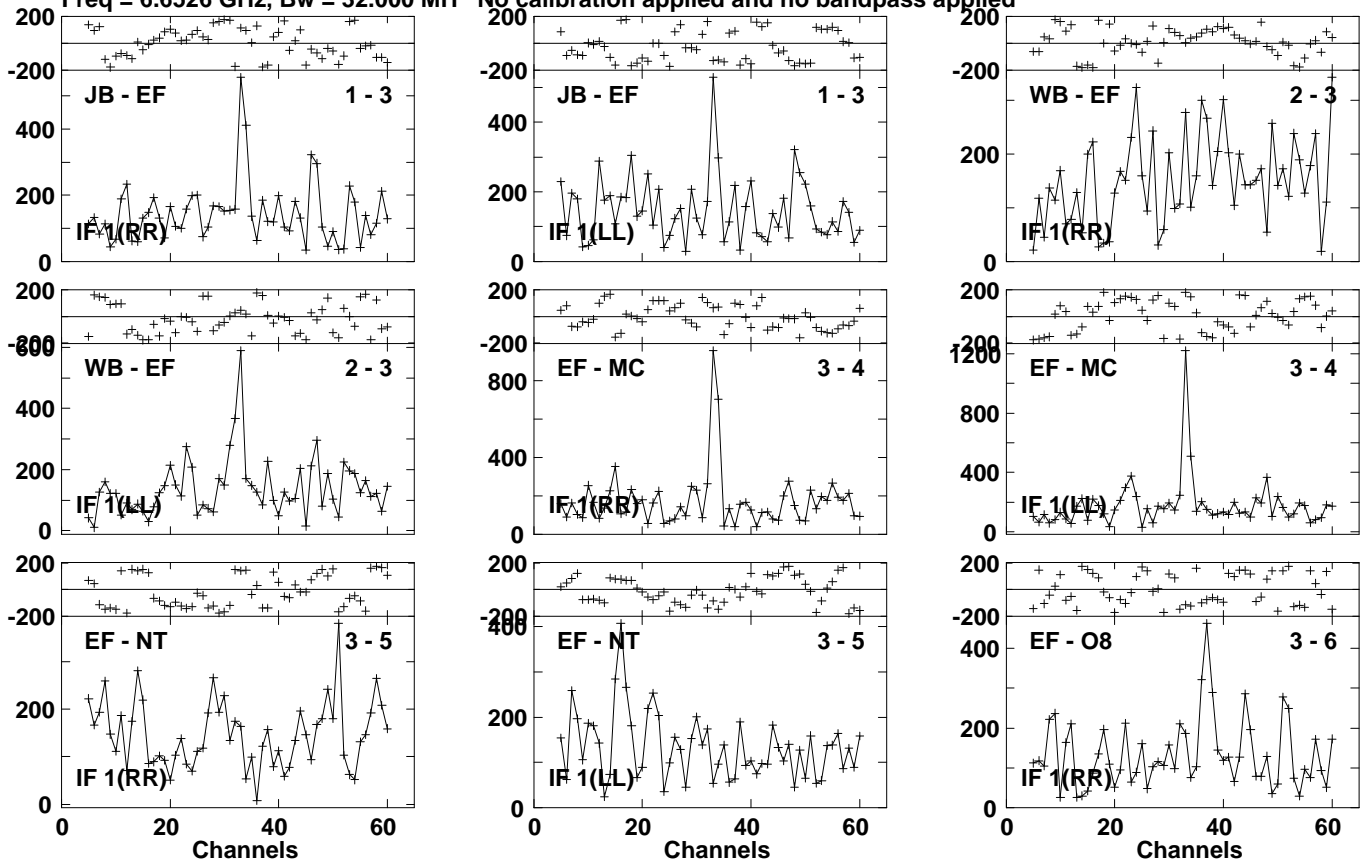 Freq = 6.6526 GHz, Bw = 32.000 MH No calibration applied and no bandpass applied
200 200 200
-200 -200 -200
JB - EF 1 - 3 JB - EF 1 - 3 WB - EF 2 - 3
400 400
200 200 200
IF 1(RR) IF 1(LL) IF 1(RR)
0 0 0
200 200 200
-200 -200 -200
600 1200
WB - EF 2 - 3 EF - MC 3 - 4 EF - MC 3 - 4
400 800 800
200 400 400
IF 1(LL) IF 1(RR) IF 1(LL)
0 0 0
200 200 200
-200 -200 -200
400
EF - NT 3 - 5 EF - NT 3 - 5 EF - O8 3 - 6
400
200 200 200
IF 1(RR) IF 1(LL) IF 1(RR)
0 0 0
0 20 40 60 0 20 40 60 0 20 40 60
Channels Channels Channels